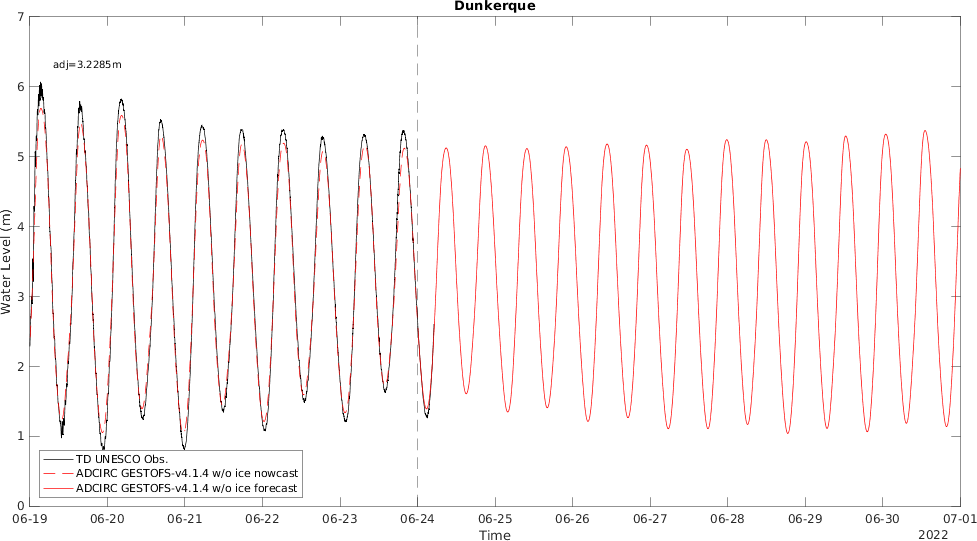 Dunkerque
adj=3.2285m
7
6
5
4
3
2
1
0
Water Level (m)
TD UNESCO Obs.
ADCIRC GESTOFS-v4.1.4 w/o ice nowcast
ADCIRC GESTOFS-v4.1.4 w/o ice forecast
06-19 06-20 06-21 06-22 06-23 06-24 06-25 06-26 06-27 06-28 06-29 06-30 07-01
Time
2022